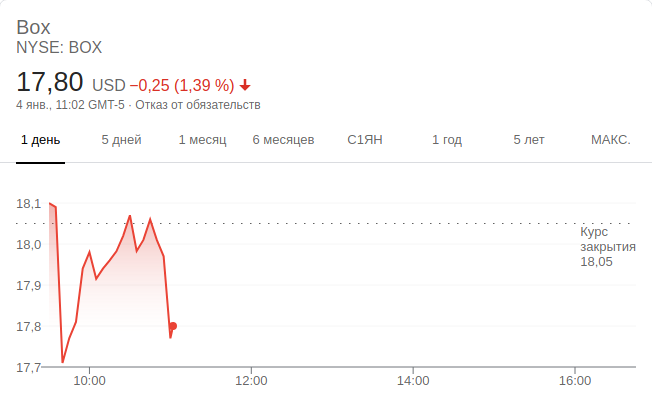 Box
NYSE: BOX
17,80 USD −0,25 (1,39 %)
4 янв., 11:02 GMT-5 · Отказ от обязательств
1 день 5 дней 1 месяц 6 месяцев С1ЯН 1 год 5 лет МАКС.
18,1
Курс
закрытия
18,05
18,0
17,9
17,8
17,7
10:00 12:00 14:00 16:00